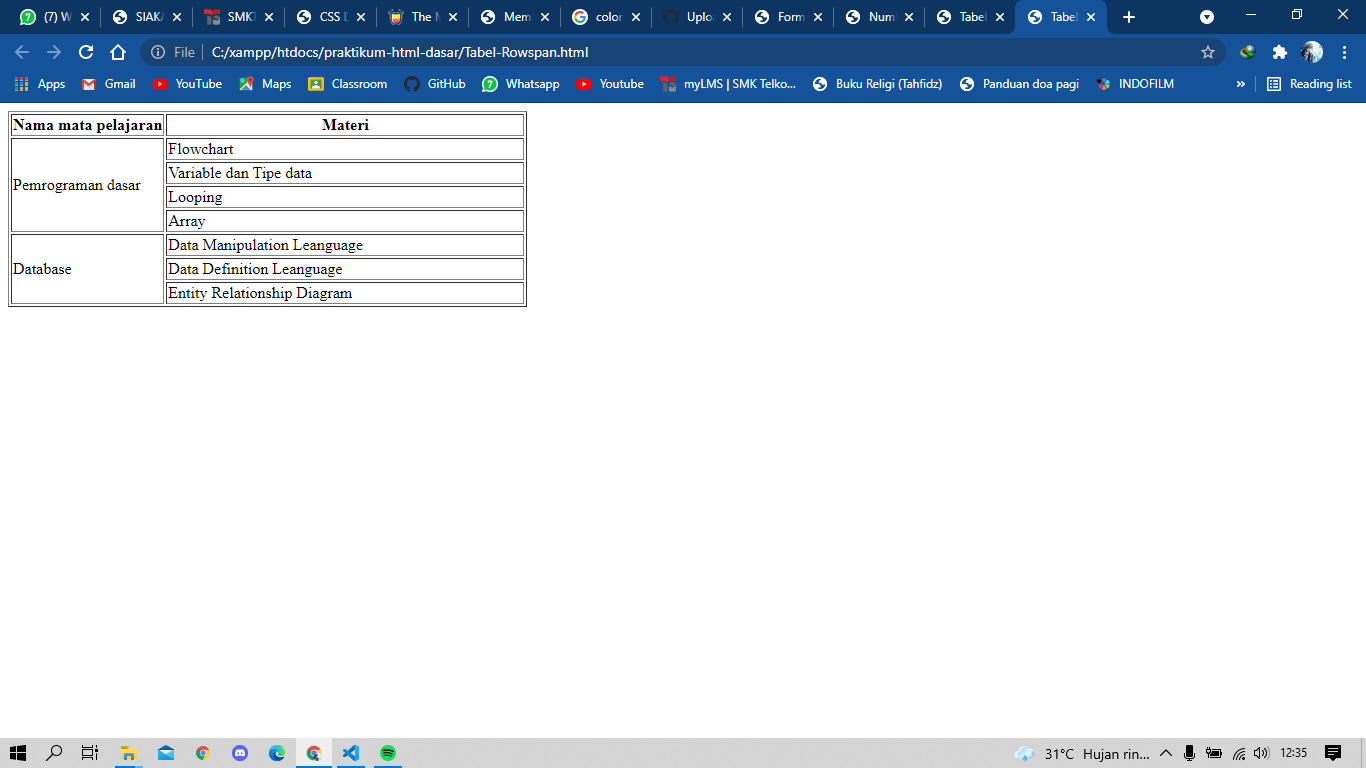 (7) W
SIAKA
SMKT
CSS D
The M
Mem
color
Uplo
Form
Num
Tabel
Tabel
File
C:/xampp/htdocs/praktikum-html-dasar/Tabel-Rowspan.html
Apps Gmail YouTube Maps Classroom GitHub Whatsapp Youtube myLMS | SMK Telko... Buku Religi (Tahfidz) Panduan doa pagi INDOFILM » Reading list
Nama mata pelajaran Materi
Pemrograman dasar
Flowchart
Variable dan Tipe data
Looping
Array
Database
Data Manipulation Leanguage
Data Definition Leanguage
Entity Relationship Diagram
31°C Hujan rin... 12:35